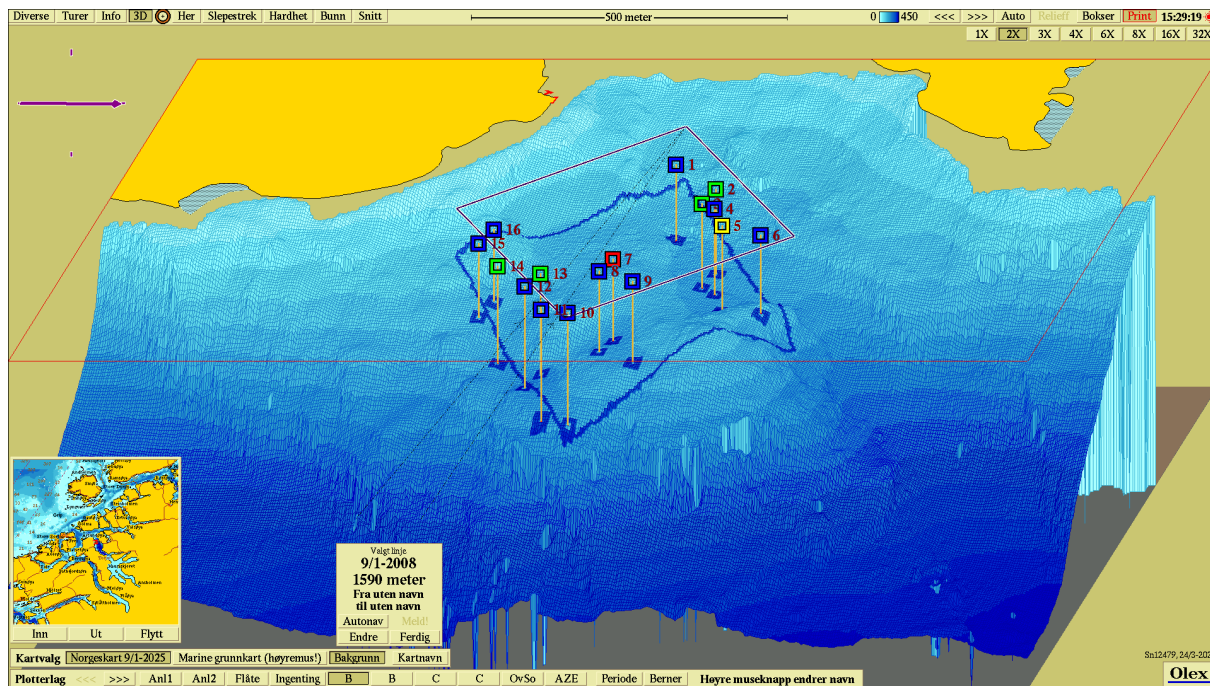 Diverse Turer Info 3D Her Slepestrek Hardhet Bunn Snitt 500 meter 0 450 <<< >>> Auto Relieff Bokser Print 15:29:19
1X 2X 3X 4X 6X 8X 16X 32X
1
2
4
5
6
16
15
7
14
13
8
9
12
11
10
Valgt linje
9/1-2008
1590 meter
Fra uten navn
til uten navn
Autonav Meld!
Endre Ferdig
Inn Ut Flytt
Kartvalg Norgeskart 9/1-2025 Marine grunnkart (høyremus!) Bakgrunn Kartnavn
Plotterlag <<< >>> Anl1 Anl2 Flåte Ingenting B B C C OvSo AZE Periode Berner Høyre museknapp endrer navn
Olex